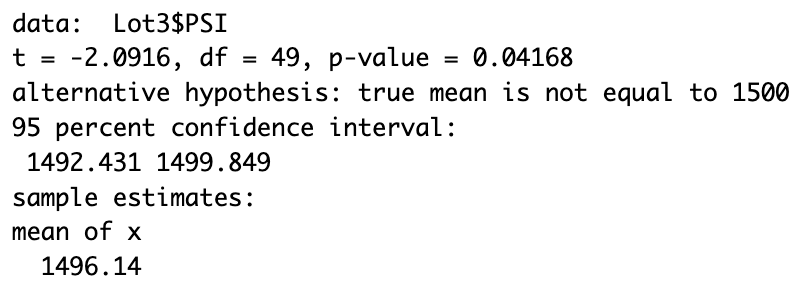 data:  Lot3$PSI
t = -2.0916, df = 49, p-value = 0.04168
alternative hypothesis: true mean is not equal to 1500
95 percent confidence interval:
 1492.431 1499.849
sample estimates:
mean of x
  1496.14